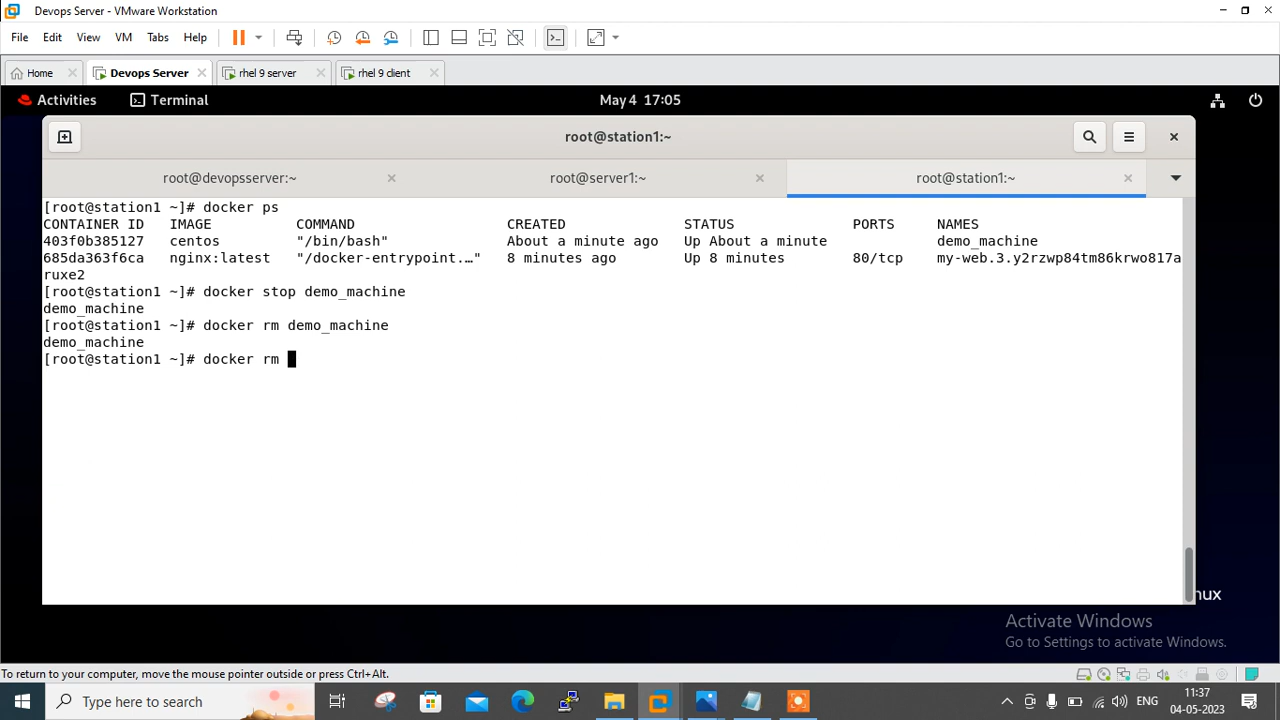 Devops Server - VMware Workstation
File Edit View VM Tabs Help
Home Devops Server rhel 9 server rhel 9 client
Activities Terminal May 4 17:05
root@station1:~
root@devopsserver:~ root@server1:~ root@station1:~
[root@station1 ~]# docker ps
CONTAINER ID IMAGE COMMAND CREATED STATUS PORTS NAMES
403f0b385127 centos "/bin/bash" About a minute ago Up About a minute demo_machine
685da363f6ca nginx:latest "/docker-entrypoint.…" 8 minutes ago Up 8 minutes 80/tcp my-web.3.y2rzwp84tm86krwo817a
ruxe2
[root@station1 ~]# docker stop demo_machine
demo_machine
[root@station1 ~]# docker rm demo_machine
demo_machine
[root@station1 ~]# docker rm
nux
Activate Windows
Go to Settings to activate Windows.
To return to your computer, move the mouse pointer outside or press Ctrl+Alt.
Type here to search ENG 11:37
04-05-2023